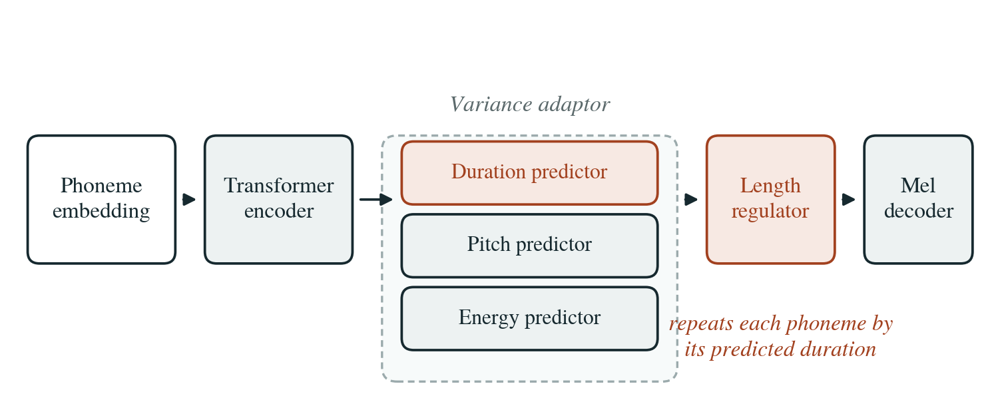 Variance adaptor
Phoneme
embedding
Transformer
encoder
Duration predictor
Pitch predictor
Energy predictor
Length
regulator
Mel
decoder
repeats each phoneme by
its predicted duration